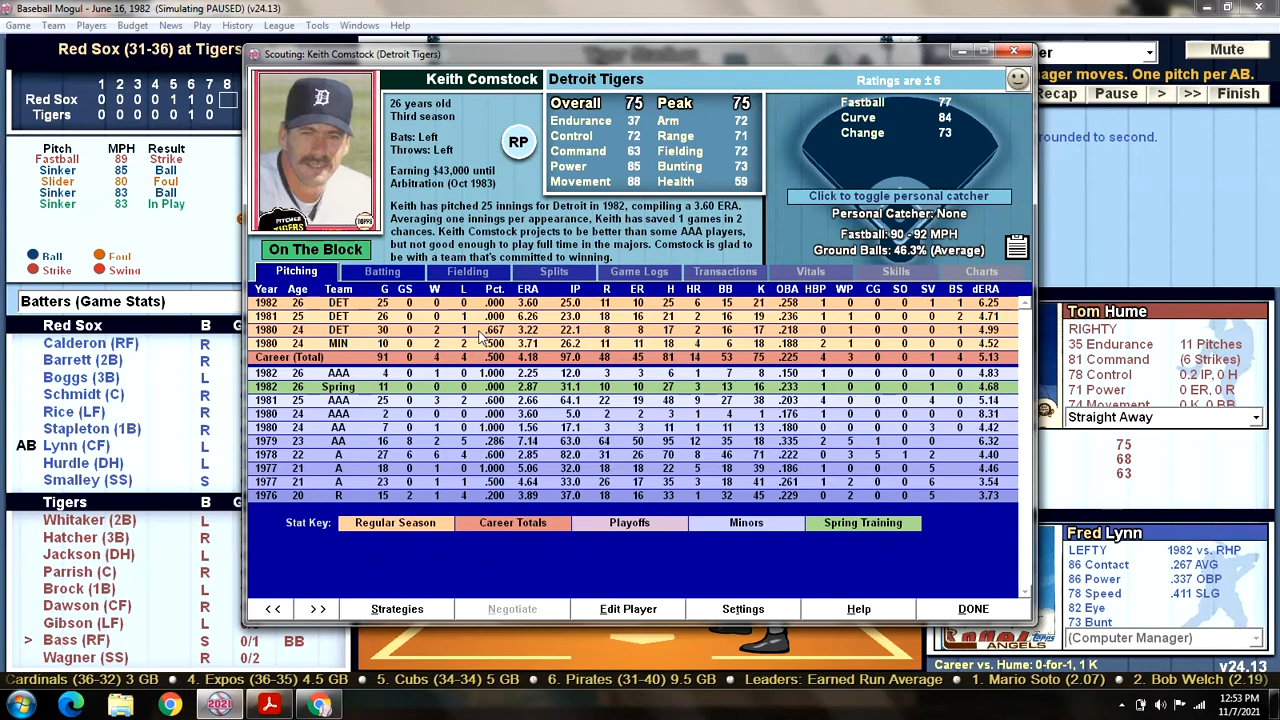 Baseball Mogul - June 16, 1982 (Simulating PAUSED) (v24.13)
Game Team Players Budget News Play History League Tools Windows Help
Red Sox (31-36) at Tigers
1 2 3 4 5 6 7 8
Red Sox 0 0 0 0 1 1 0
Tigers 0 0 0 0 0 1 0
Pitch MPH Result
Fastball 89 Strike
Sinker 85 Ball
Slider 80 Foul
Sinker 83 Ball
Sinker 83 In Play
Ball Foul
Strike Swing
Batters (Game Stats)
Red Sox B
Calderon (RF) R
Barrett (2B) R
Boggs (3B) L
Schmidt (C) R
Rice (LF) R
Stapleton (1B) R
AB Lynn (CF) L
Hurdle (DH) L
Smalley (SS) S
Tigers B
Whitaker (2B) L
Hatcher (3B) R
Jackson (DH) L
Parrish (C) R
Brock (1B) L
Dawson (CF) R
Gibson (LF) L
> Bass (RF) S 0/1 BB
Wagner (SS) R 0/2
Scouting: Keith Comstock (Detroit Tigers)
PITCHER
TIGERS
TOPPS
On The Block
Keith Comstock
26 years old
Third season
Bats: Left
Throws: Left
Earning $43,000 until
Arbitration (Oct 1983)
RP
Detroit Tigers
Overall 75 Peak 75
Endurance 37 Arm 72
Control 72 Range 71
Command 63 Fielding 72
Power 85 Bunting 73
Movement 88 Health 59
Ratings are ± 6
Fastball 77
Curve 84
Change 73
Click to toggle personal catcher
Personal Catcher: None
Fastball: 90 - 92 MPH
Ground Balls: 46.3% (Average)
Keith has pitched 25 innings for Detroit in 1982, compiling a 3.60 ERA.
Averaging one innings per appearance, Keith has saved 1 games in 2
chances. Keith Comstock projects to be better than some AAA players,
but not good enough to play full time in the majors. Comstock is glad to
be with a team that's committed to winning.
Pitching Batting Fielding Splits Game Logs Transactions Vitals Skills Charts
Year Age Team G GS W L Pct. ERA IP R ER H HR BB K OBA HBP WP CG SO SV BS dERA
1982 26 DET 25 0 0 0 .000 3.60 25.0 11 10 25 6 15 21 .258 1 0 0 0 1 1 6.25
1981 25 DET 26 0 0 1 .000 6.26 23.0 18 16 21 2 16 17 .241 1 0 0 0 0 2 4.71
1980 24 DET 30 0 2 1 .667 3.22 22.1 8 8 17 2 16 17 .218 0 1 0 0 0 1 4.99
1980 24 MIN 10 0 2 2 .500 3.71 26.2 11 11 18 4 6 20 .188 2 1 0 0 0 0 4.52
Career (Total) 91 0 4 4 .500 4.18 97.0 48 45 81 14 53 75 .225 4 3 0 0 1 4 5.13
1982 26 AAA 4 0 1 0 1.000 2.25 12.0 3 3 6 1 7 8 .150 1 0 0 0 0 4.83
1982 26 Spring 11 0 0 0 .000 2.87 31.1 10 10 27 3 13 16 .233 1 0 0 0 1 4.68
1981 25 AAA 25 0 3 2 .600 2.66 64.1 22 19 48 9 27 38 .203 4 0 0 0 4 5.14
1980 24 AAA 2 0 0 0 .000 3.60 5.0 2 2 3 1 4 1 .176 1 0 0 0 0 8.31
1980 24 AA 7 0 1 0 1.000 1.56 17.1 3 3 11 1 11 13 .180 0 0 0 0 3 4.42
1979 23 AA 16 8 2 5 .286 7.14 63.0 64 50 95 12 35 18 .335 2 5 1 0 0 6.32
1978 22 A 27 6 6 4 .600 2.85 82.0 31 26 70 8 46 71 .222 0 3 5 1 2 4.40
1977 21 A 18 0 1 0 1.000 5.06 32.0 18 18 22 5 18 39 .186 1 0 0 0 5 4.46
1977 21 A 23 0 1 1 .500 4.64 33.0 26 17 35 3 18 41 .261 1 2 0 0 6 3.54
1976 20 R 15 2 1 4 .200 3.89 37.0 18 16 33 1 32 45 .229 0 2 0 0 5 3.73
Stat Key: Regular Season Career Totals Playoffs Minors Spring Training
<< >> Strategies Negotiate Edit Player Settings Help DONE
Mute
nager moves. One pitch per AB.
Recap Pause > >> Finish
rounded to second.
Tom Hume
RIGHTY
35 Endurance 11 Pitches
81 Command (6 Strikes)
78 Control 0.2 IP, 0 H
71 Power 0 ER, 0 R
74 Movement 0 K, 0 BB
Straight Away
75
68
63
Fred Lynn
LEFTY 1982 vs. RHP
86 Contact .267 AVG
86 Power .337 OBP
78 Speed .411 SLG
82 Eye
73 Bunt
(Computer Manager)
ANGELS
Career vs. Hume: 0-for-1, 1 K
v24.13
Cardinals (36-32) 3 GB 4. Expos (36-35) 4.5 GB 5. Cubs (34-34) 5 GB 6. Pirates (31-40) 9.5 GB Leaders: Earned Run Average 1. Mario Soto (2.07) 2. Bob Welch (2.19)
2021
12:53 PM
11/7/2021